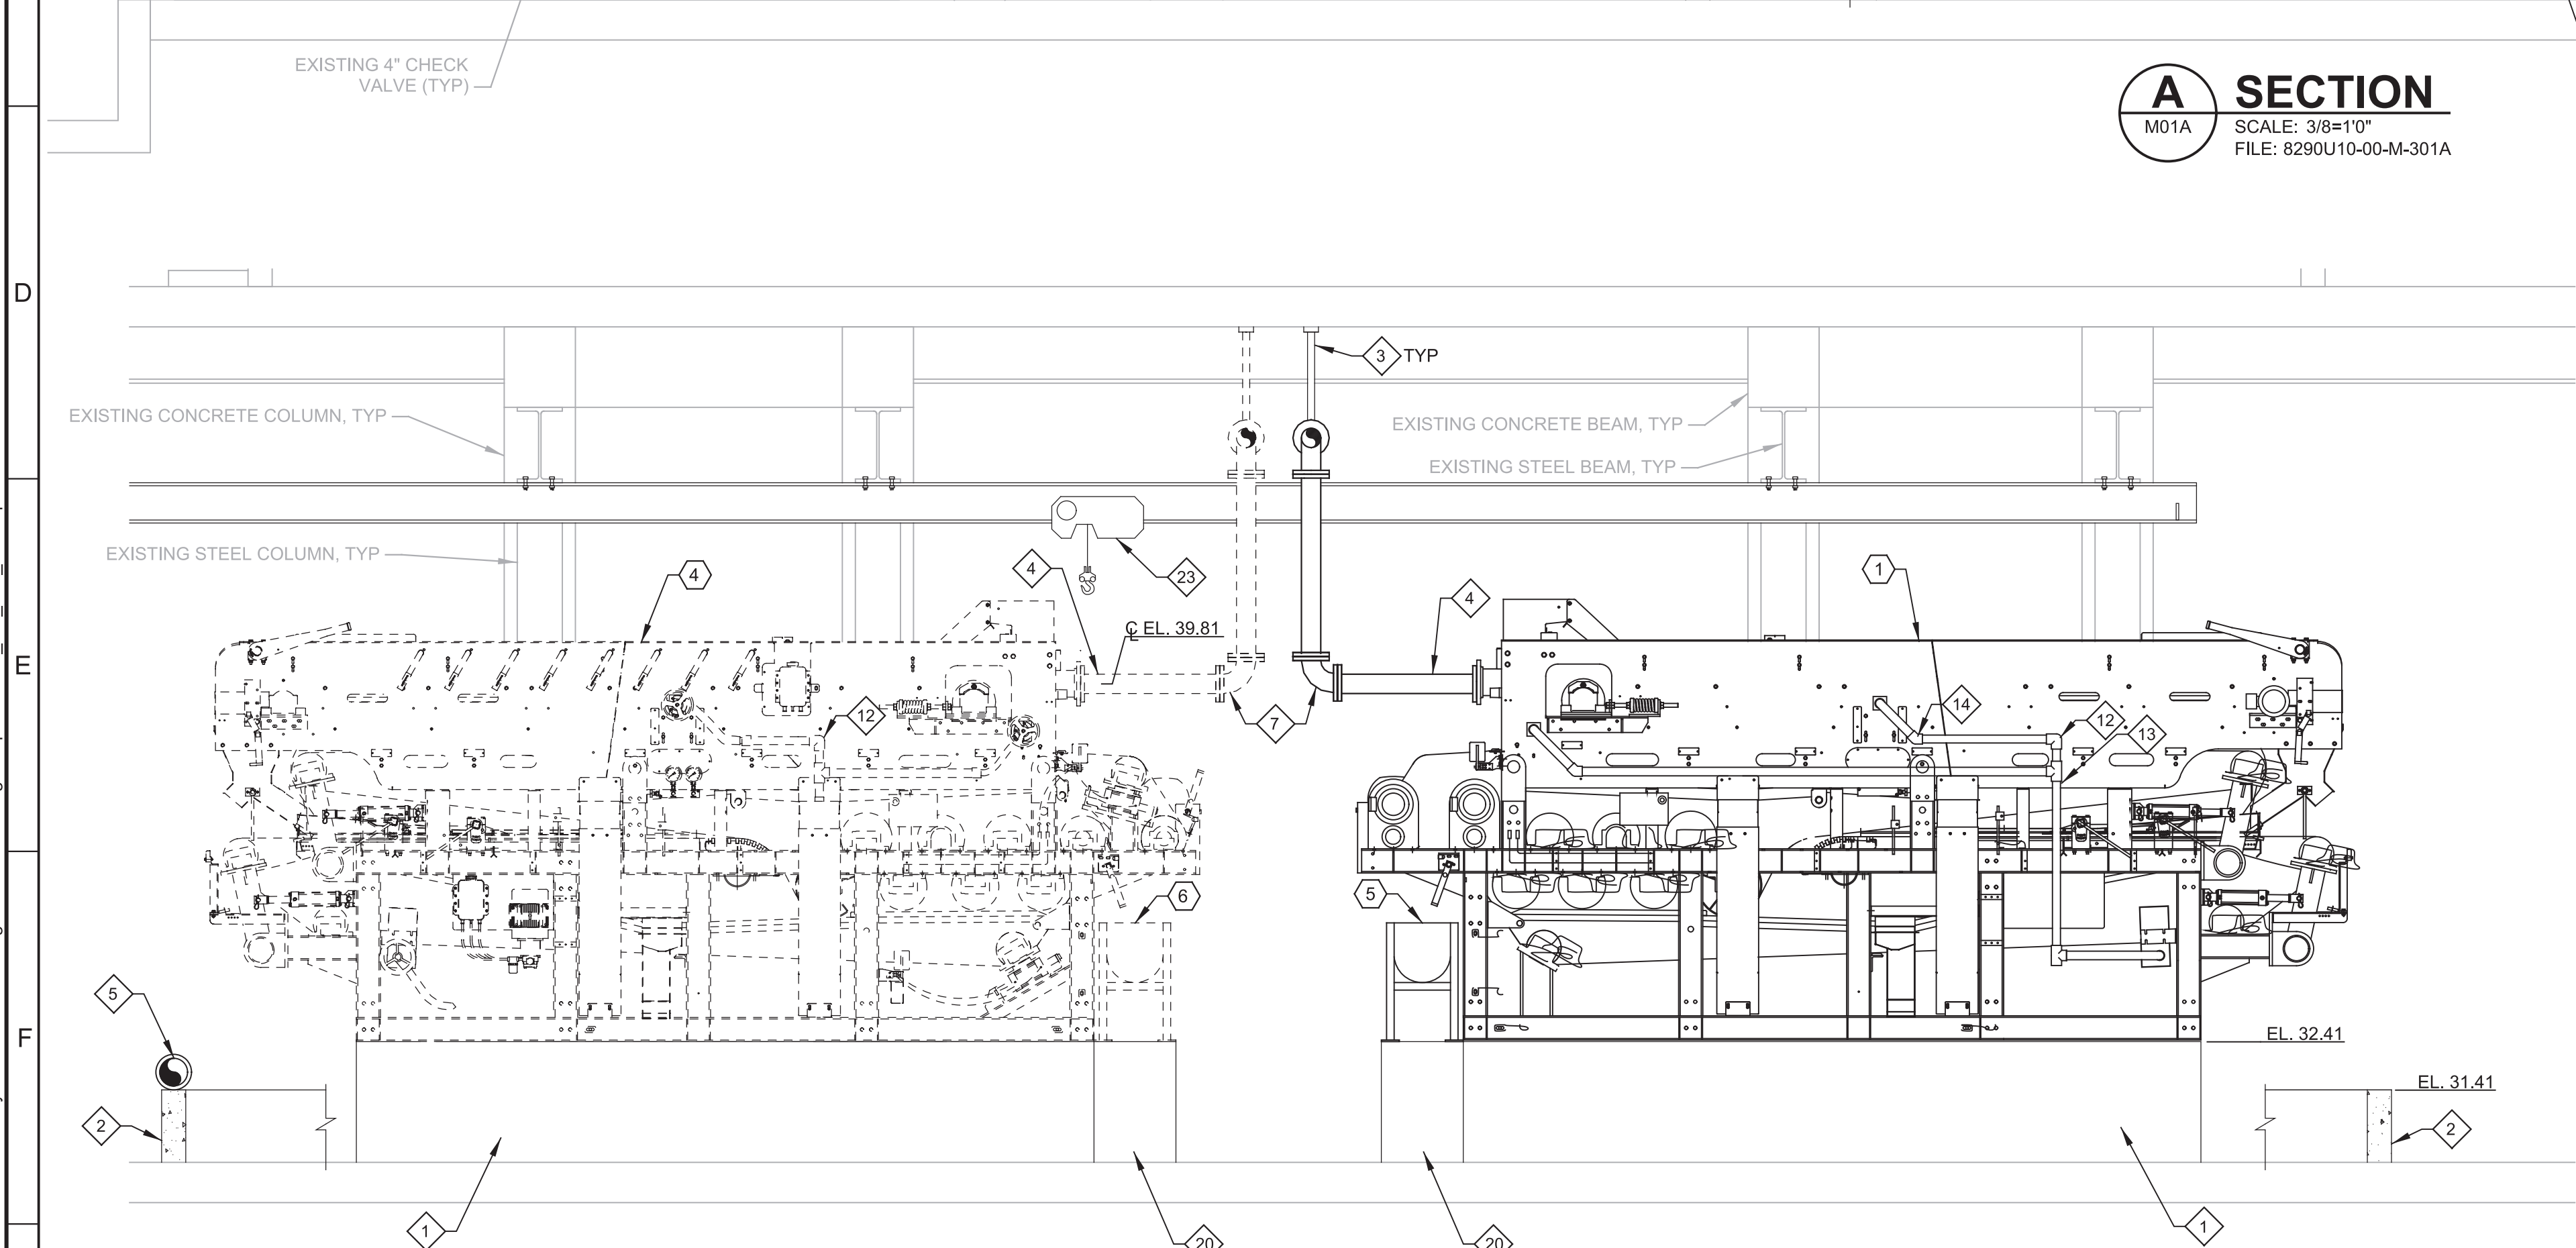 EXISTING 4" CHECK
VALVE (TYP)
A
M01A
SECTION
SCALE: 3/8=1'0"
FILE: 8290U10-00-M-301A
D
3 TYP
EXISTING CONCRETE COLUMN, TYP
EXISTING CONCRETE BEAM, TYP
EXISTING STEEL BEAM, TYP
EXISTING STEEL COLUMN, TYP
4
4
23
4
1
℄ EL. 39.81
E
7
12
14
12
13
6
5
5
F
EL. 32.41
EL. 31.41
2
2
1
20
20
1